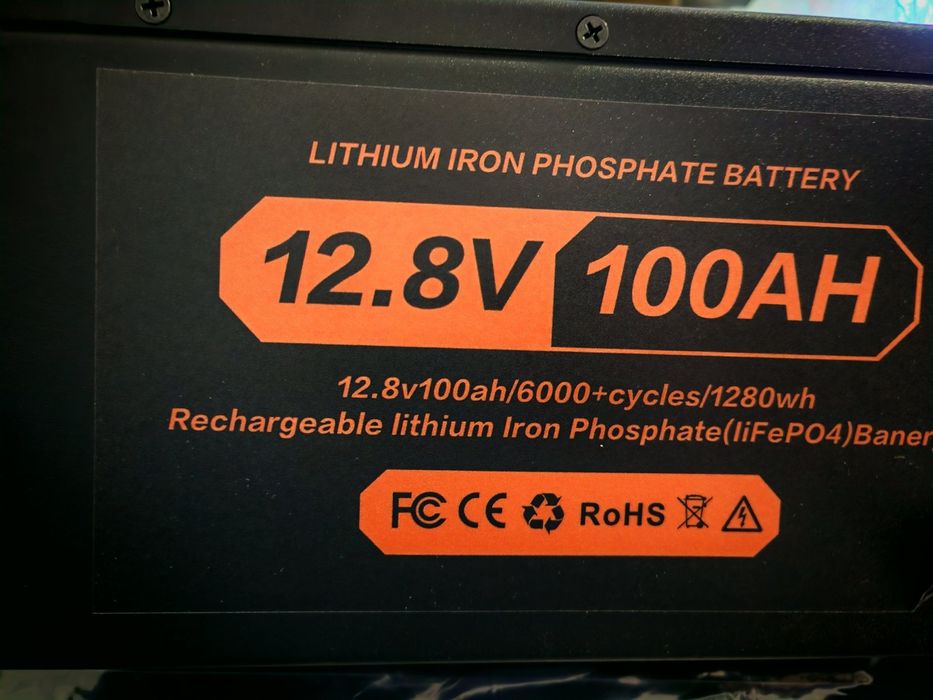 LITHIUM IRON PHOSPHATE BATTERY
12.8V 100AH
12.8v100ah/6000+cycles/1280wh
Rechargeable lithium Iron Phosphate(liFePO4)Banery
FC CE RoHS